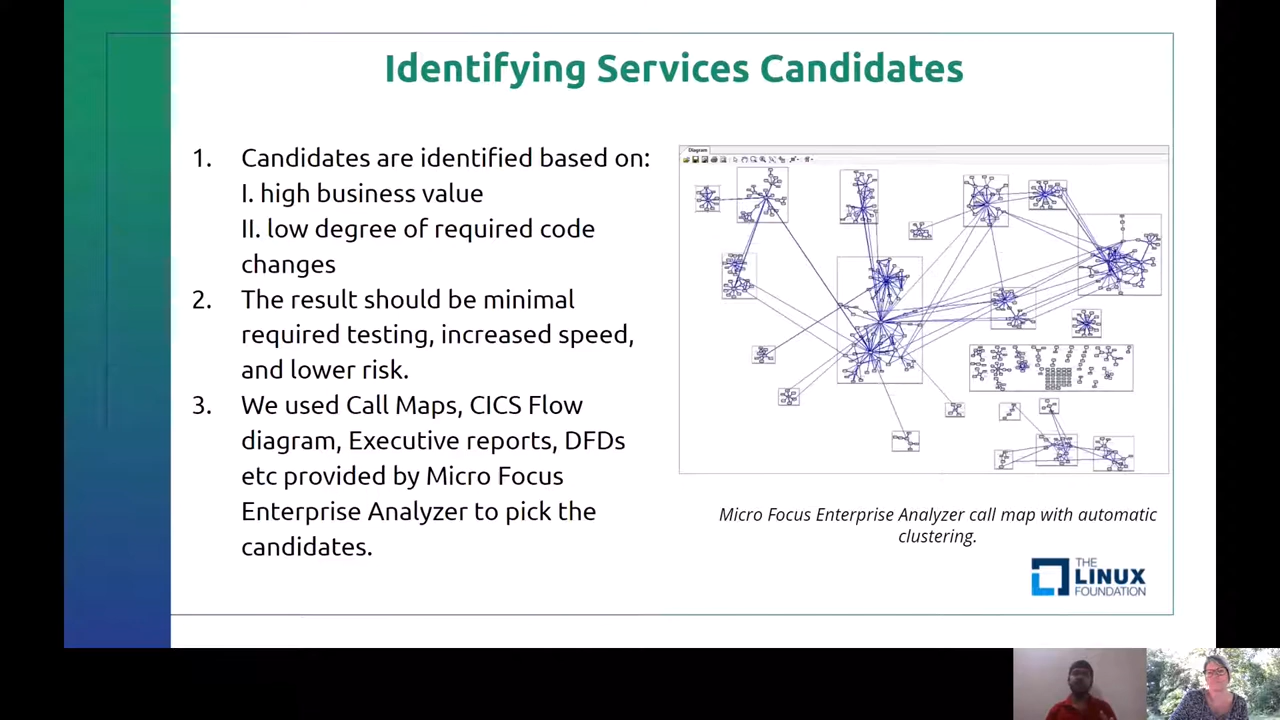 Identifying Services Candidates
1. Candidates are identified based on:
I. high business value
II. low degree of required code
changes
2. The result should be minimal
required testing, increased speed,
and lower risk.
3. We used Call Maps, CICS Flow
diagram, Executive reports, DFDs
etc provided by Micro Focus
Enterprise Analyzer to pick the
candidates.
Diagram
Micro Focus Enterprise Analyzer call map with automatic
clustering.
THE
LINUX
FOUNDATION